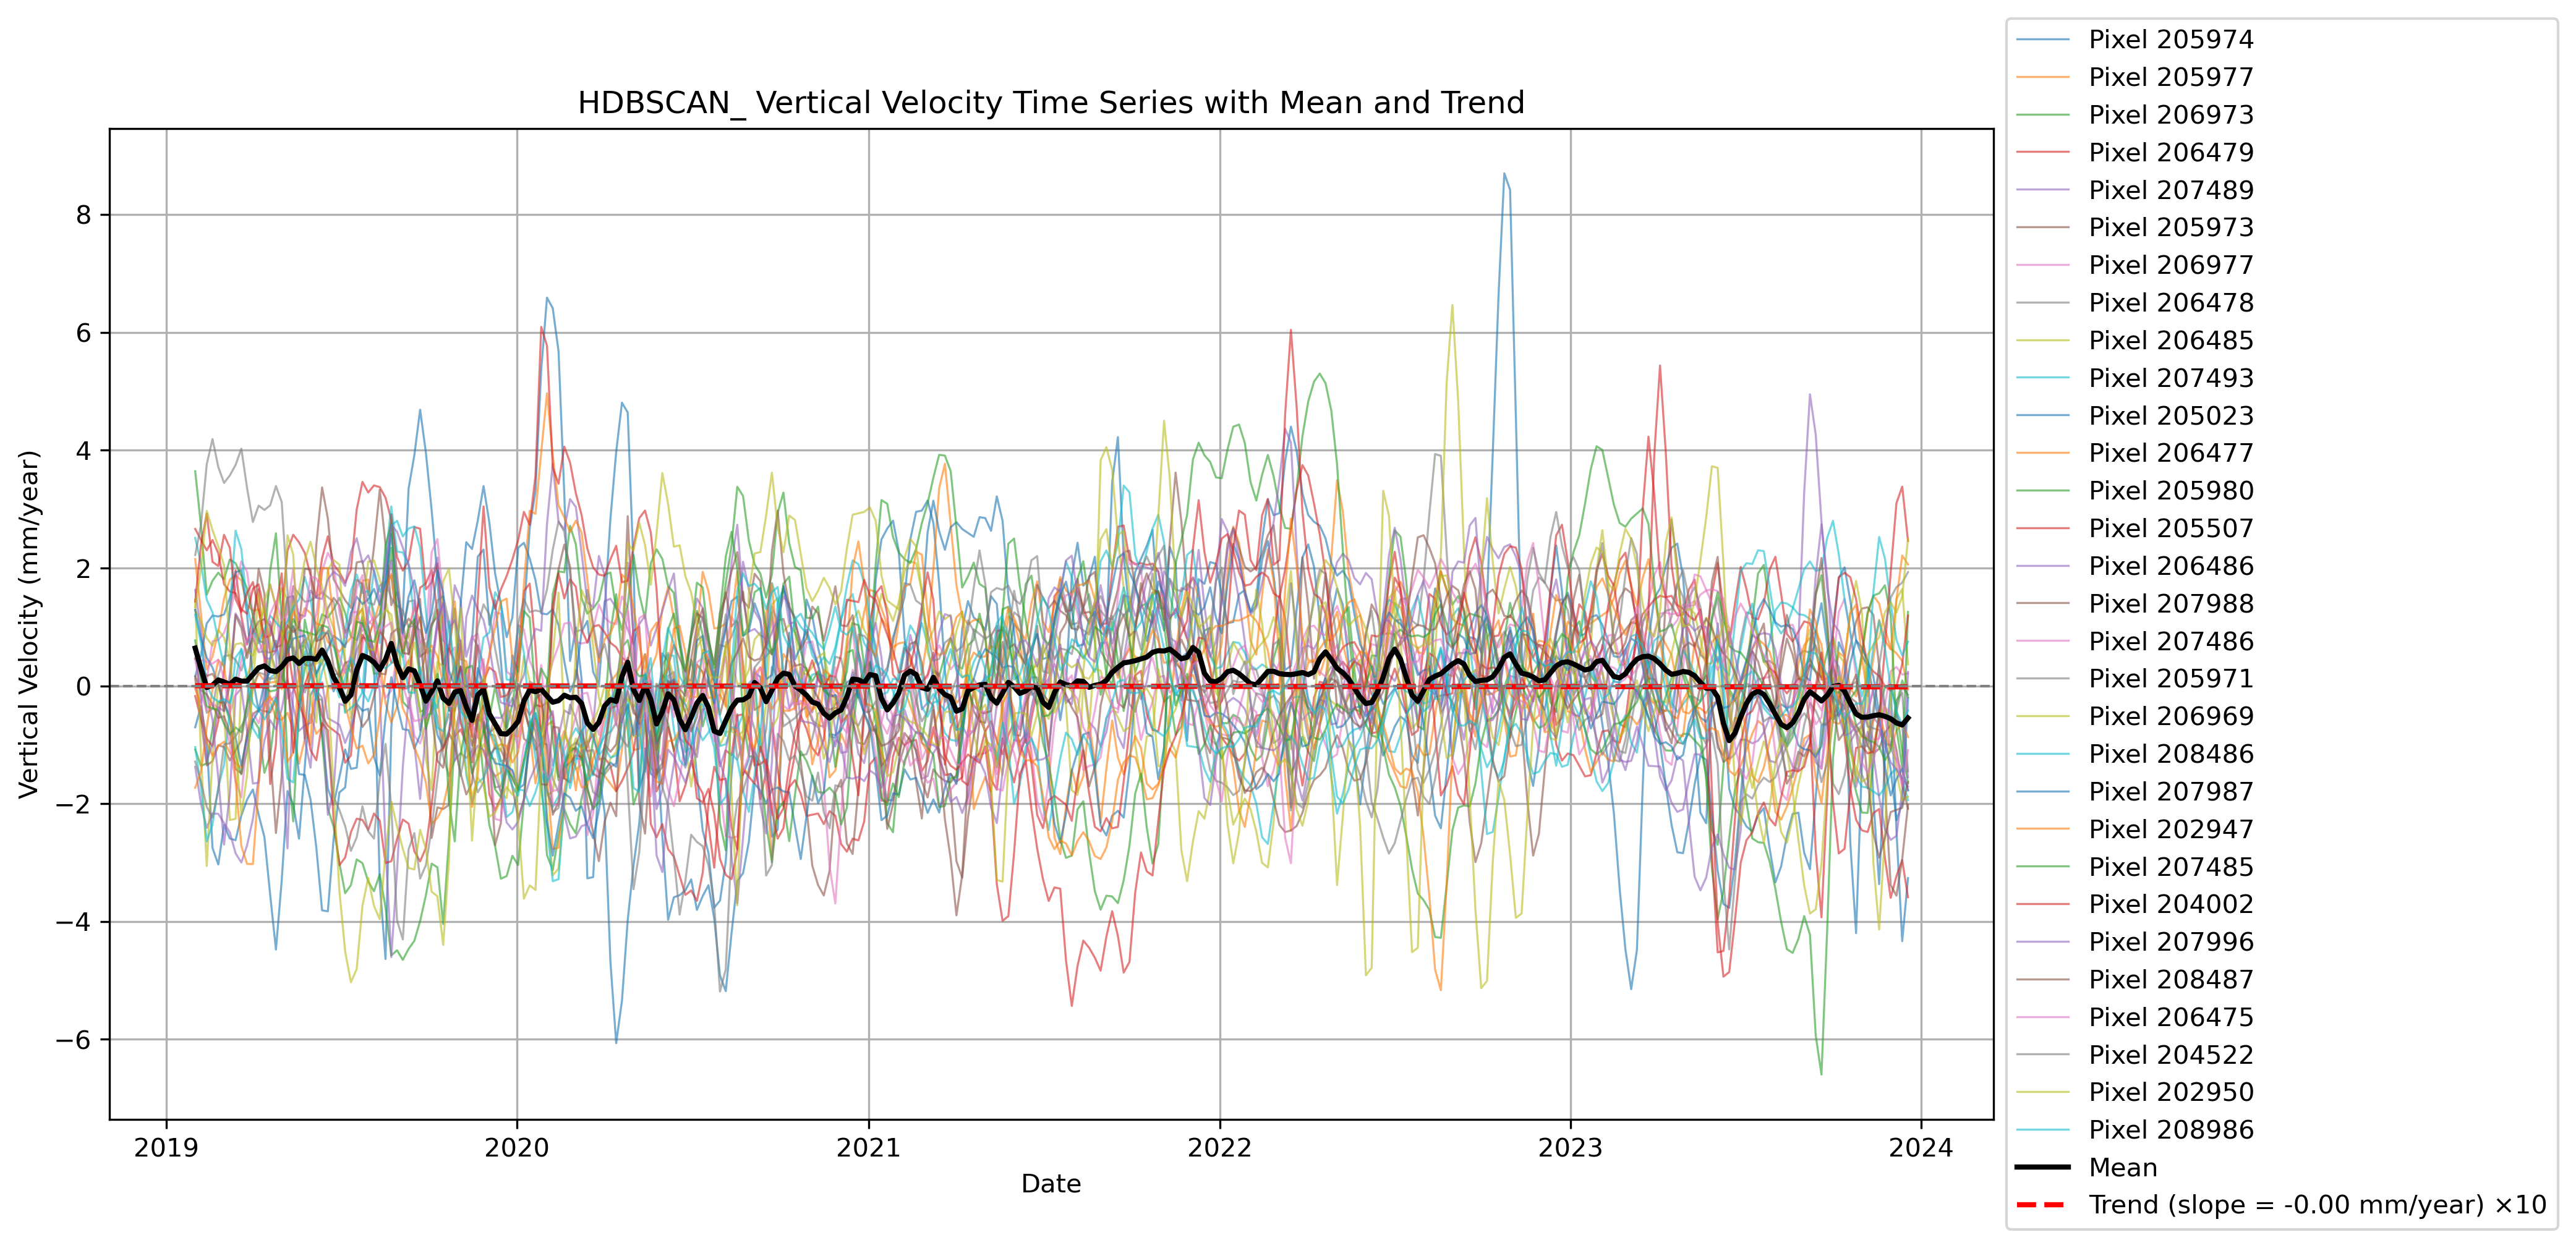 HDBSCAN_ Vertical Velocity Time Series with Mean and Trend
Vertical Velocity (mm/year)
8
6
4
2
0
−2
−4
−6
2019 2020 2021 2022 2023 2024
Date
Pixel 205974
Pixel 205977
Pixel 206973
Pixel 206479
Pixel 207489
Pixel 205973
Pixel 206977
Pixel 206478
Pixel 206485
Pixel 207493
Pixel 205023
Pixel 206477
Pixel 205980
Pixel 205507
Pixel 206486
Pixel 207988
Pixel 207486
Pixel 205971
Pixel 206969
Pixel 208486
Pixel 207987
Pixel 202947
Pixel 207485
Pixel 204002
Pixel 207996
Pixel 208487
Pixel 206475
Pixel 204522
Pixel 202950
Pixel 208986
Mean
Trend (slope = -0.00 mm/year) ×10